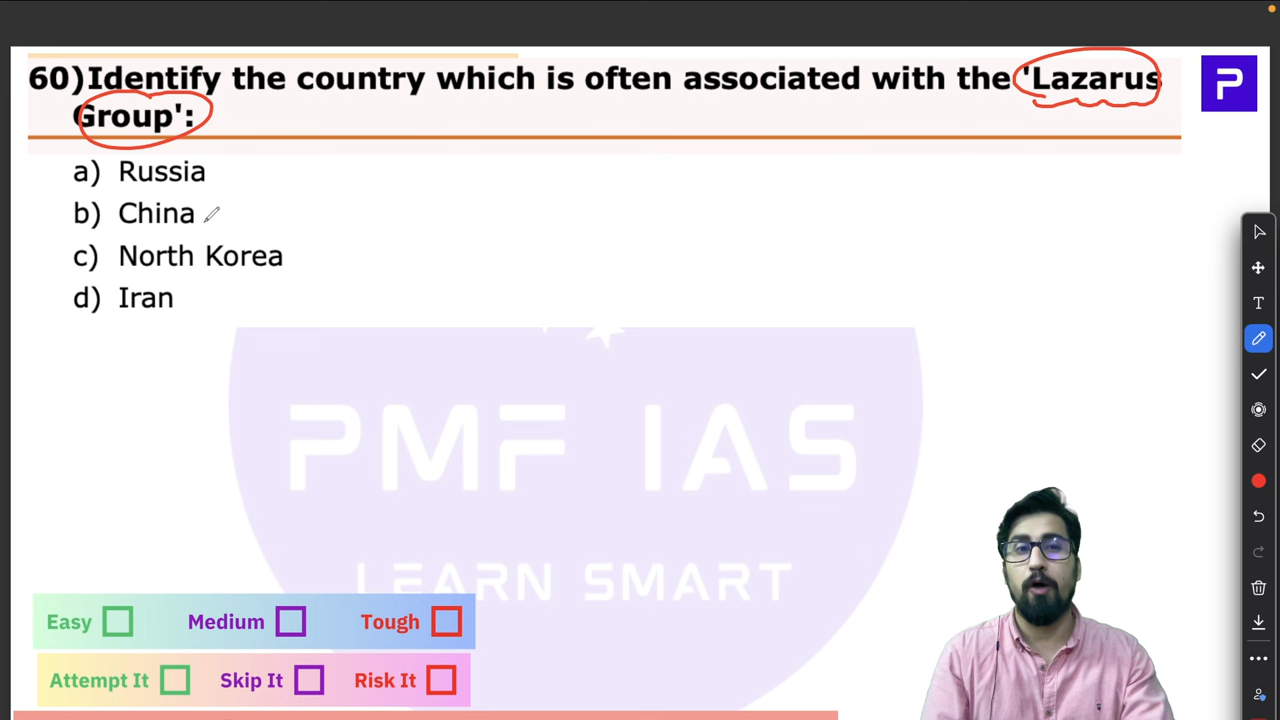 60)Identify the country which is often associated with the 'Lazarus
Group':
a) Russia
b) China
c) North Korea
d) Iran
PMF IAS
LEARN SMART
Easy Medium Tough
Attempt It Skip It Risk It
P
T